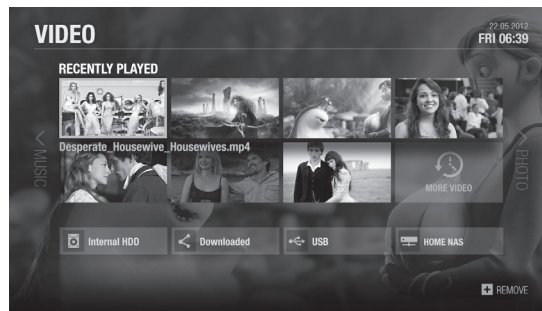 VIDEO
22.05.2012
FRI 06:39
RECENTLY PLAYED
Desperate_Housewive_Housewives.mp4
MUSIC
PHOTO
MORE VIDEO
Internal HDD
Downloaded
USB
HOME NAS
REMOVE